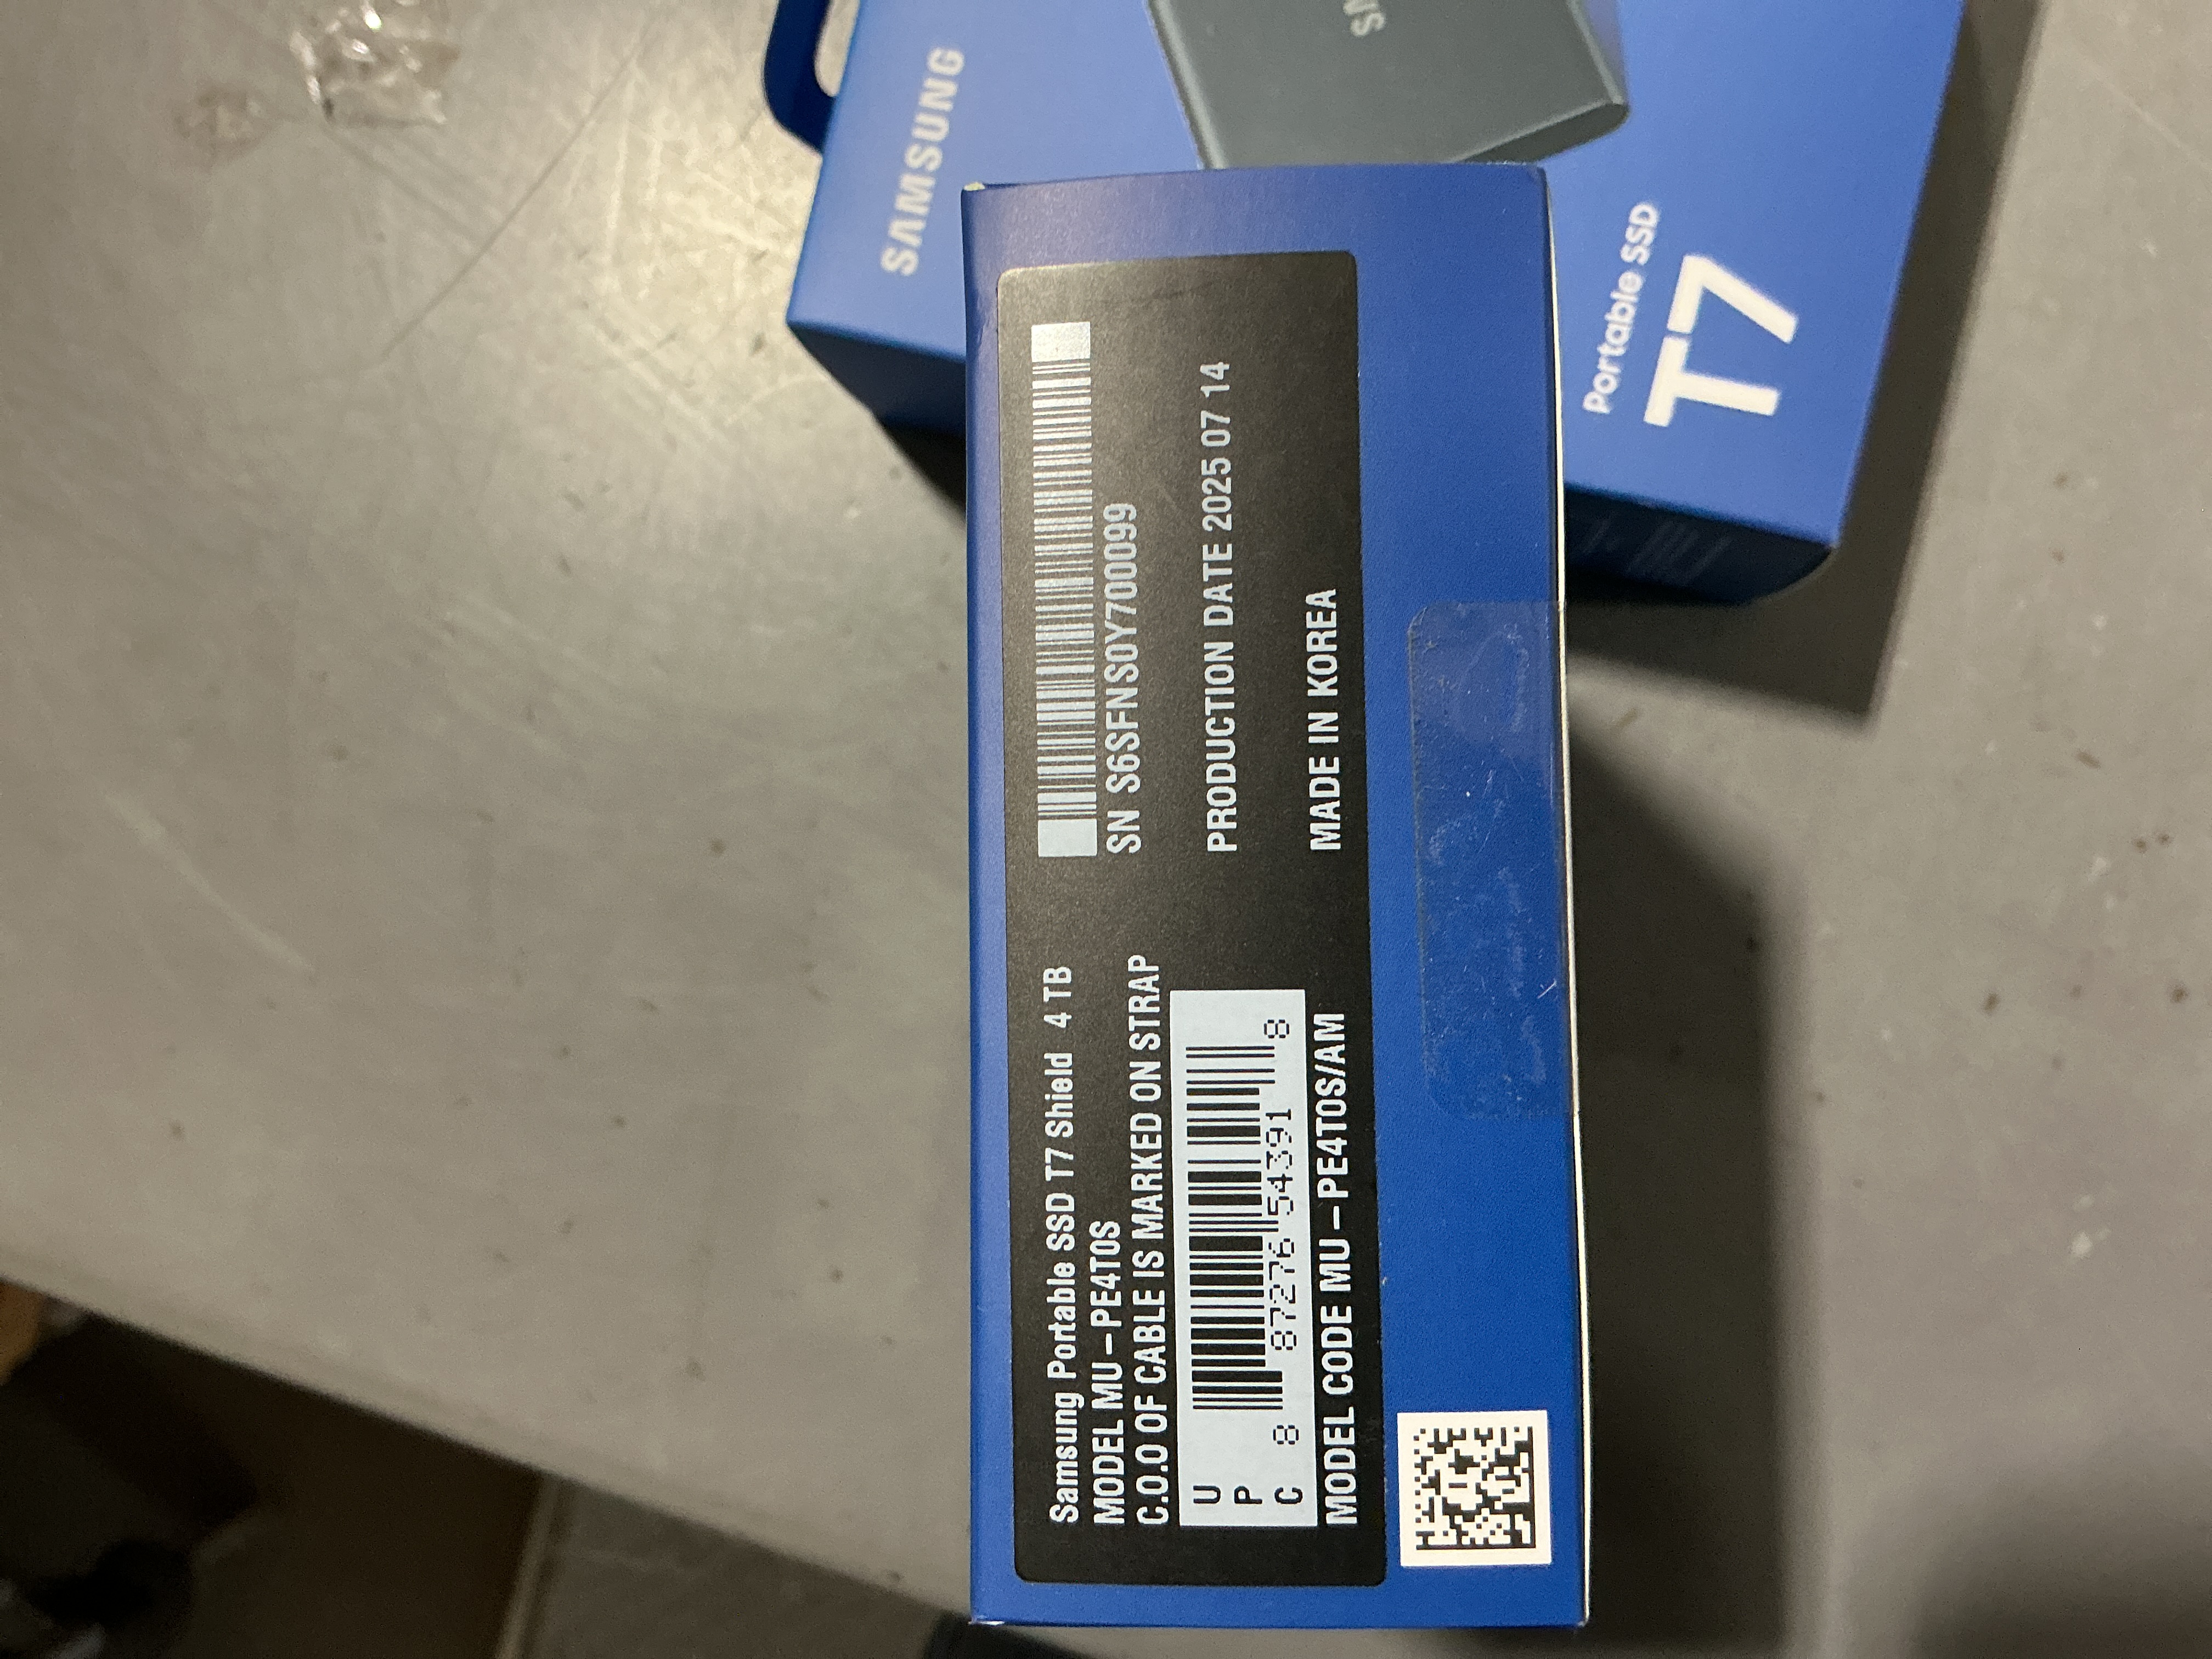 Samsung Portable SSD T7 Shield 4 TB
MODEL MU-PE4T0S
C.O.O OF CABLE IS MARKED ON STRAP
UPC
8 87276 54391 8
MODEL CODE MU-PE4T0S/AM
SN S6SFNS0Y700099
PRODUCTION DATE 2025 07 14
MADE IN KOREA
SAMSUNG
Portable SSD
T7